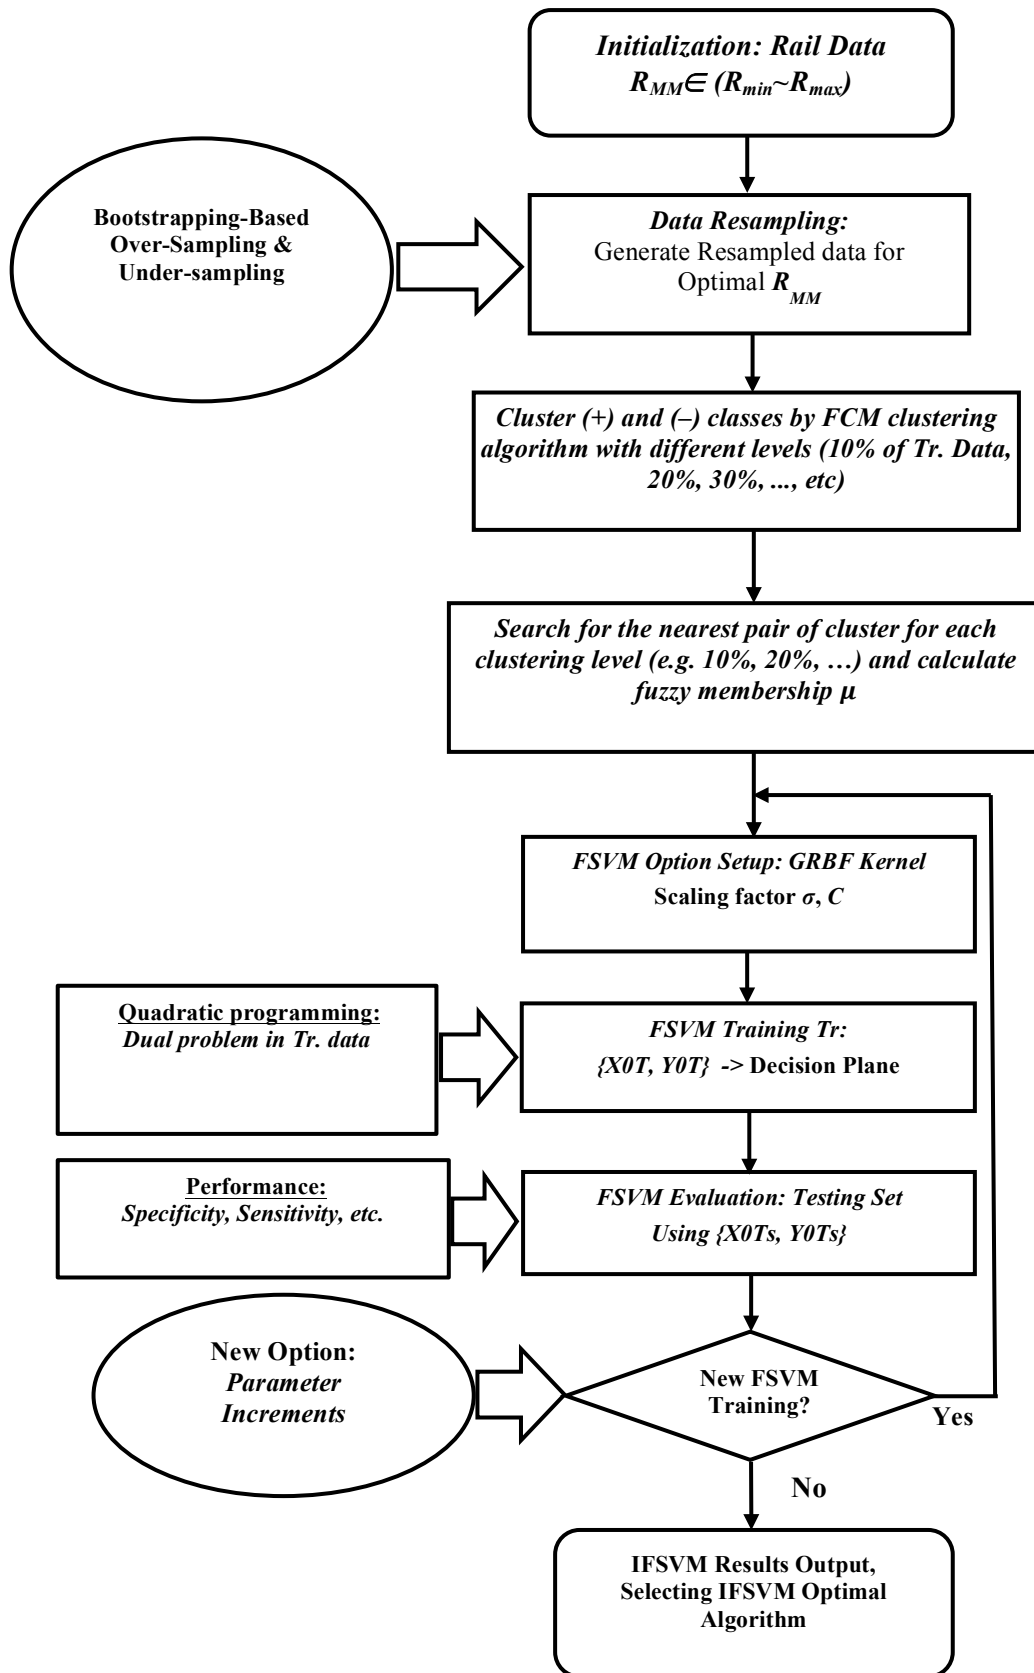 Initialization: Rail Data
R_MM∈ (R_min~R_max)
Bootstrapping-Based
Over-Sampling &
Under-sampling
Data Resampling:
Generate Resampled data for
Optimal R_MM
Cluster (+) and (–) classes by FCM clustering
algorithm with different levels (10% of Tr. Data,
20%, 30%, ..., etc)
Search for the nearest pair of cluster for each
clustering level (e.g. 10%, 20%, …) and calculate
fuzzy membership μ
FSVM Option Setup: GRBF Kernel
Scaling factor σ, C
Quadratic programming:
Dual problem in Tr. data
FSVM Training Tr:
{X0T, Y0T} -> Decision Plane
Performance:
Specificity, Sensitivity, etc.
FSVM Evaluation: Testing Set
Using {X0Ts, Y0Ts}
New Option:
Parameter
Increments
New FSVM
Training?
Yes
No
IFSVM Results Output,
Selecting IFSVM Optimal
Algorithm